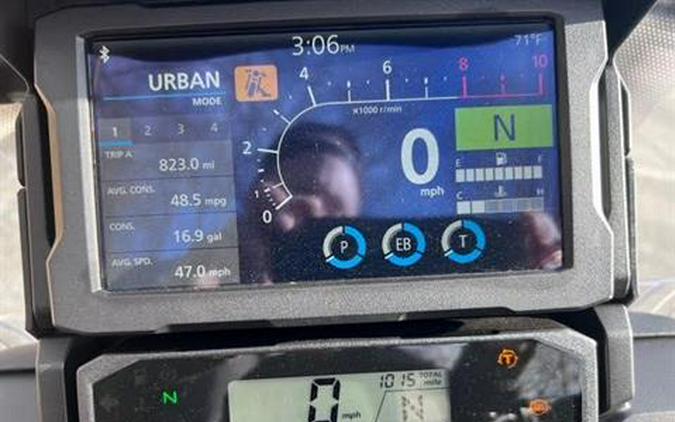 3:06PM
71°F
URBAN
MODE
1 2 3 4
TRIP A
823.0 mi
AVG. CONS.
48.5 mpg
CONS.
16.9 gal
AVG. SPD.
47.0 mph
0 1 2 4 6 8 10
x1000 r/min
0
mph
N
E F
C H
P EB T
N
0 mph
1015 TOTAL
mile
T